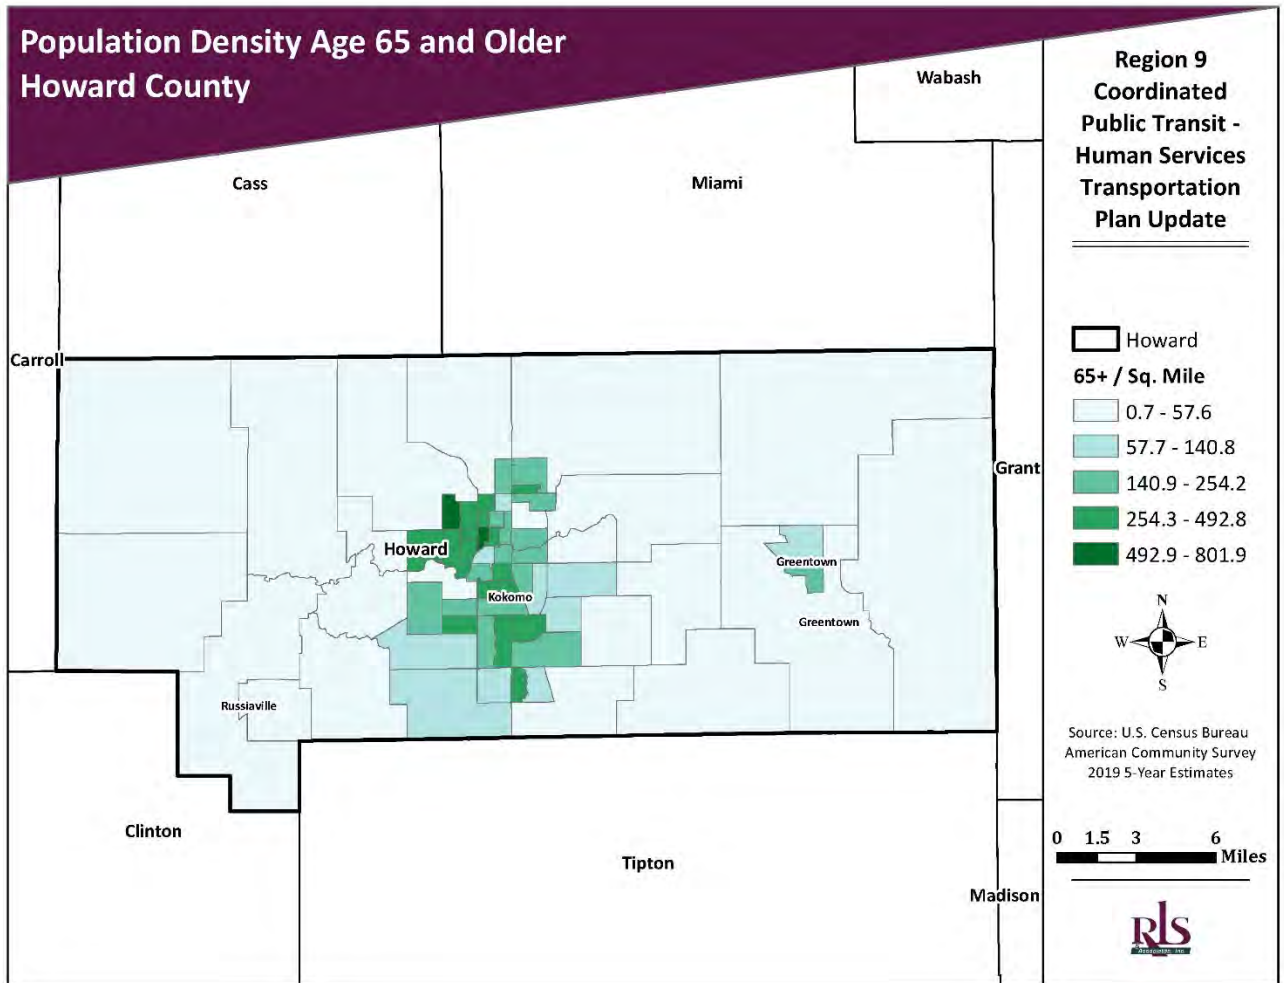 Population Density Age 65 and Older
Howard County
Region 9
Coordinated
Public Transit -
Human Services
Transportation
Plan Update
Wabash
Cass
Miami
Carroll
Grant
Howard
Greentown
Kokomo
Greentown
Russiaville
Clinton
Tipton
Madison
Howard
65+ / Sq. Mile
0.7 - 57.6
57.7 - 140.8
140.9 - 254.2
254.3 - 492.8
492.9 - 801.9
N
W E
S
Source: U.S. Census Bureau
American Community Survey
2019 5-Year Estimates
0 1.5 3 6
Miles
RLS
& Associates, Inc.